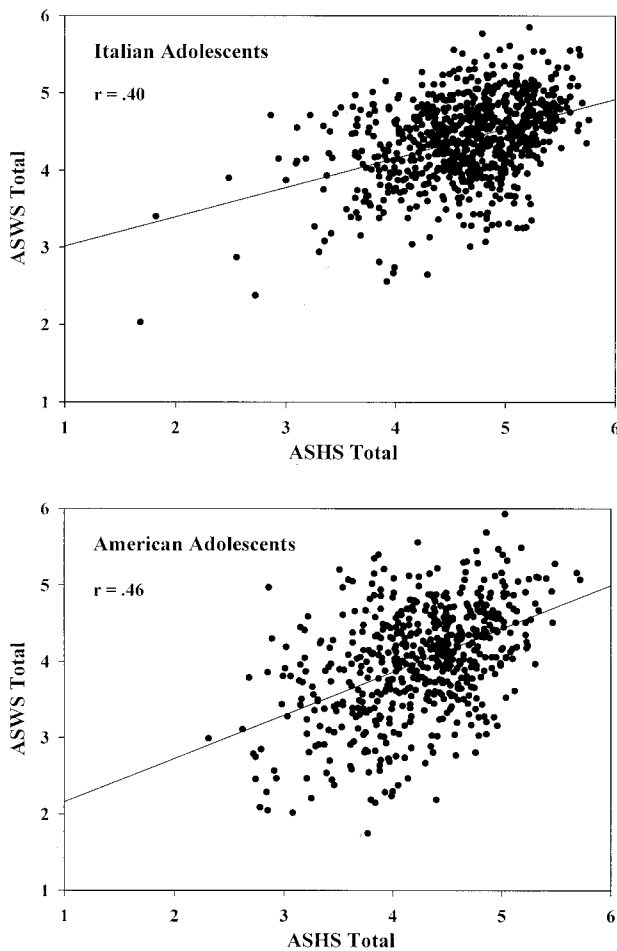 6
Italian Adolescents
r = .40
5
4
ASWS Total
3
2
1
1 2 3 4 5 6
ASHS Total
6
American Adolescents
r = .46
5
4
ASWS Total
3
2
1
1 2 3 4 5 6
ASHS Total